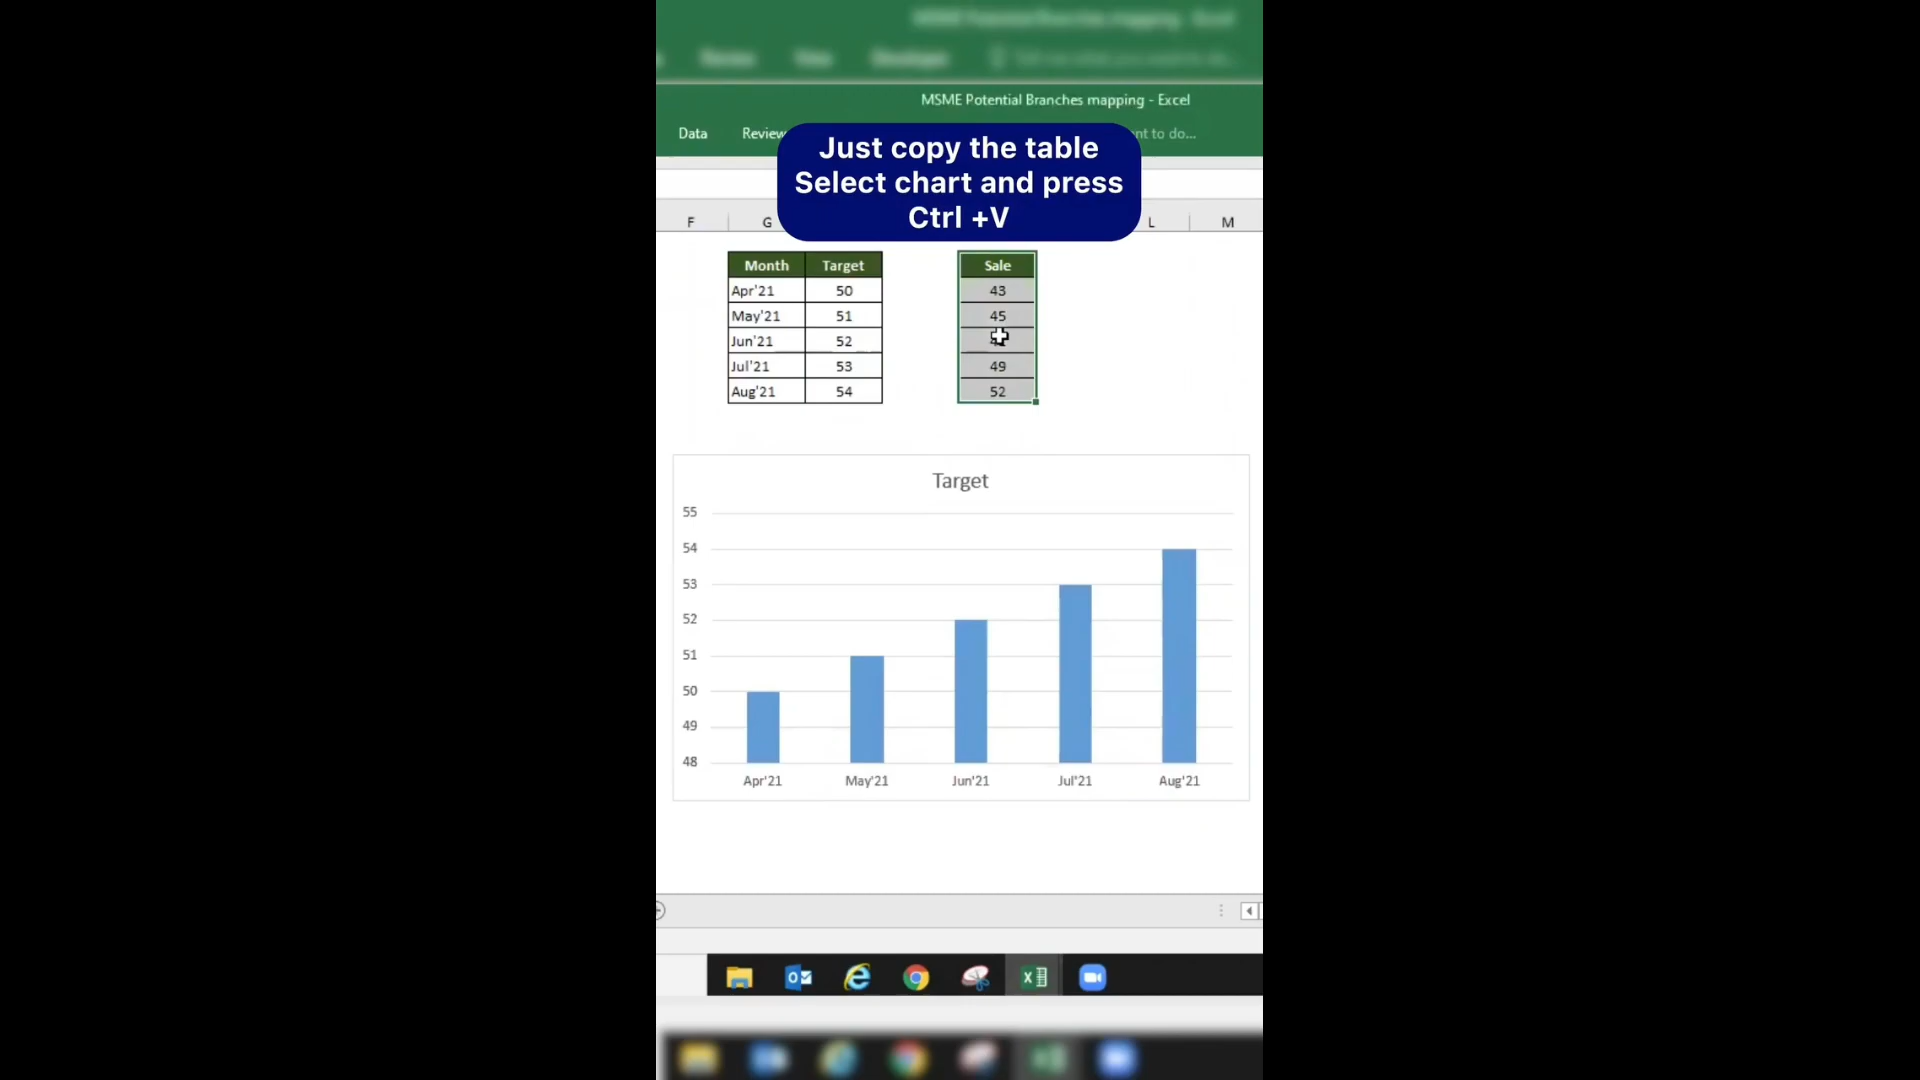 MSME Potential Branches mapping - Excel
Data
Just copy the table
Select chart and press
Ctrl +V
nt to do...
F G L M
Month Target Sale
Apr'21 50 43
May'21 51 45
Jun'21 52
Jul'21 53 49
Aug'21 54 52
Target
55
54
53
52
51
50
49
48
Apr'21 May'21 Jun'21 Jul'21 Aug'21